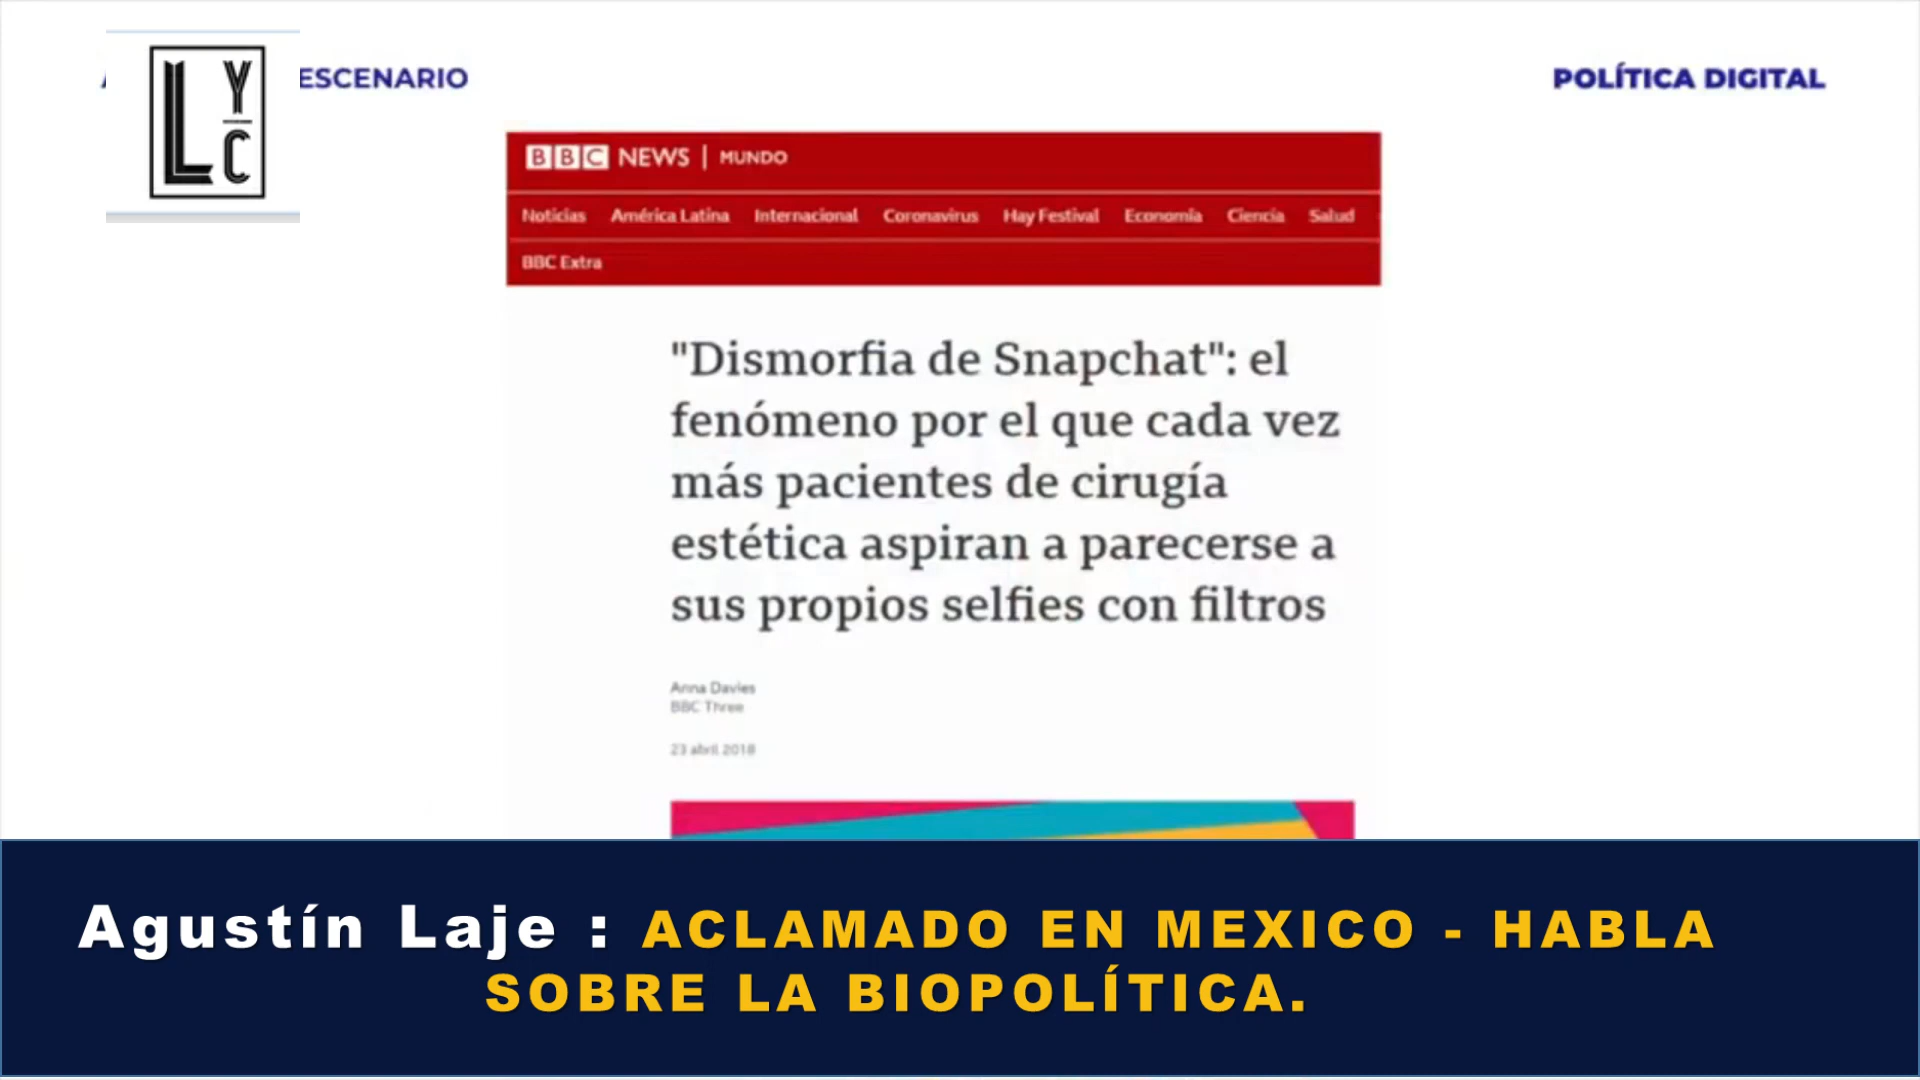 ESCENARIO
POLÍTICA DIGITAL
L Y C
BBC NEWS | MUNDO
Noticias América Latina Internacional Coronavirus Hay Festival Economía Ciencia Salud
BBC Extra
"Dismorfia de Snapchat": el
fenómeno por el que cada vez
más pacientes de cirugía
estética aspiran a parecerse a
sus propios selfies con filtros
Anna Davies
BBC Three
23 abril 2018
Agustín Laje : ACLAMADO EN MEXICO - HABLA
SOBRE LA BIOPOLÍTICA.